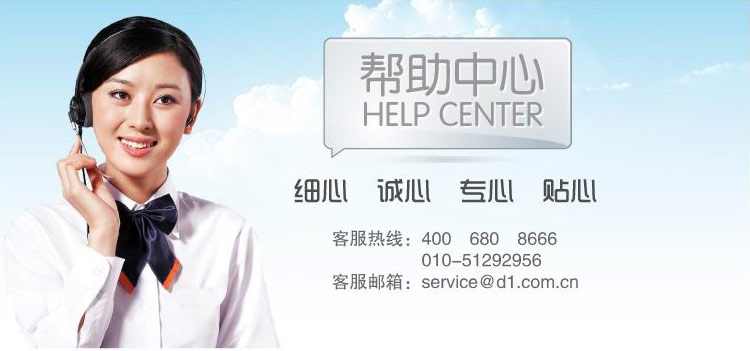 帮助中心
HELP CENTER
细心 诚心 专心 贴心
客服热线：400 680 8666
010-51292956
客服邮箱：service@d1.com.cn